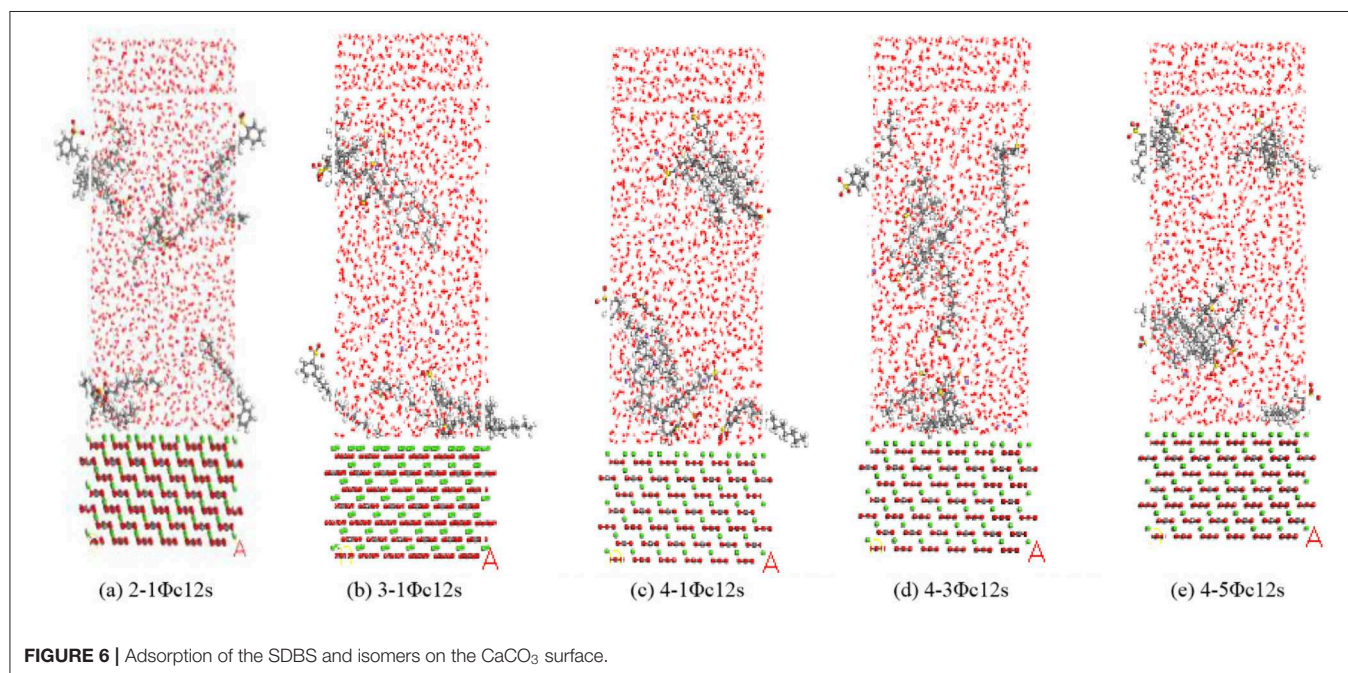 A A A A A
(a) 2-1Φc12s (b) 3-1Φc12s (c) 4-1Φc12s (d) 4-3Φc12s (e) 4-5Φc12s
FIGURE 6 | Adsorption of the SDBS and isomers on the CaCO₃ surface.